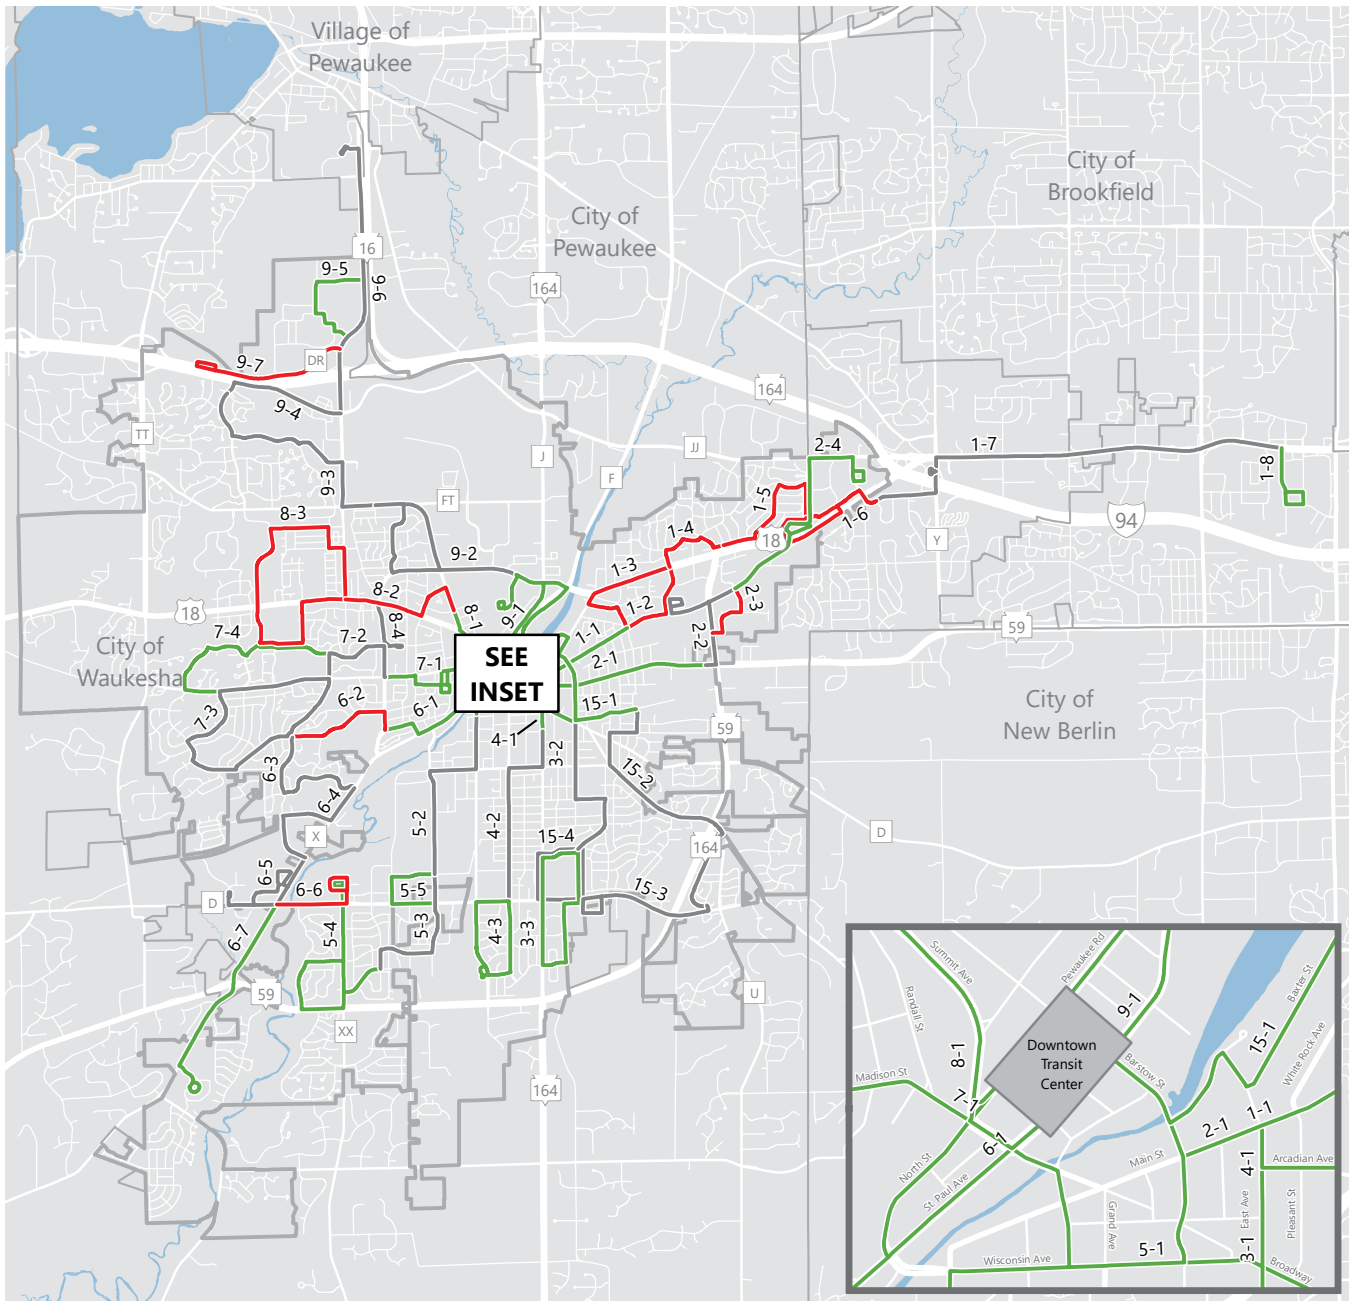 Village of
Pewaukee
City of
Brookfield
City of
Pewaukee
16
9-5
9-6
164
9-7
DR
9-4
164
TT
J
JJ
F
2-4
1-7
1-8
9-3
FT
1-5
8-3
1-4
1-6
18
94
Y
9-2
1-3
8-2
18
8-1
9-1
1-2
2-3
7-4
7-2
8-4
1-1
2-2
59
City of
Waukesha
SEE
INSET
7-1
2-1
6-2
6-1
15-1
City of
New Berlin
7-3
4-1
3-2
59
6-3
15-2
6-4
5-2
4-2
15-4
X
D
164
6-5
6-6
5-5
15-3
D
6-7
5-4
5-3
4-3
3-3
59
U
XX
164
Summit Ave
Pewaukee Rd
Randall St
9-1
Baxter St
8-1
Downtown
Transit
Center
15-1
White Rock Ave
Barstow St
Madison St
7-1
6-1
2-1
1-1
North St
St. Paul Ave
Main St
4-1
Arcadian Ave
Grand Ave
East Ave
Pleasant St
Wisconsin Ave
5-1
3-1
Broadway